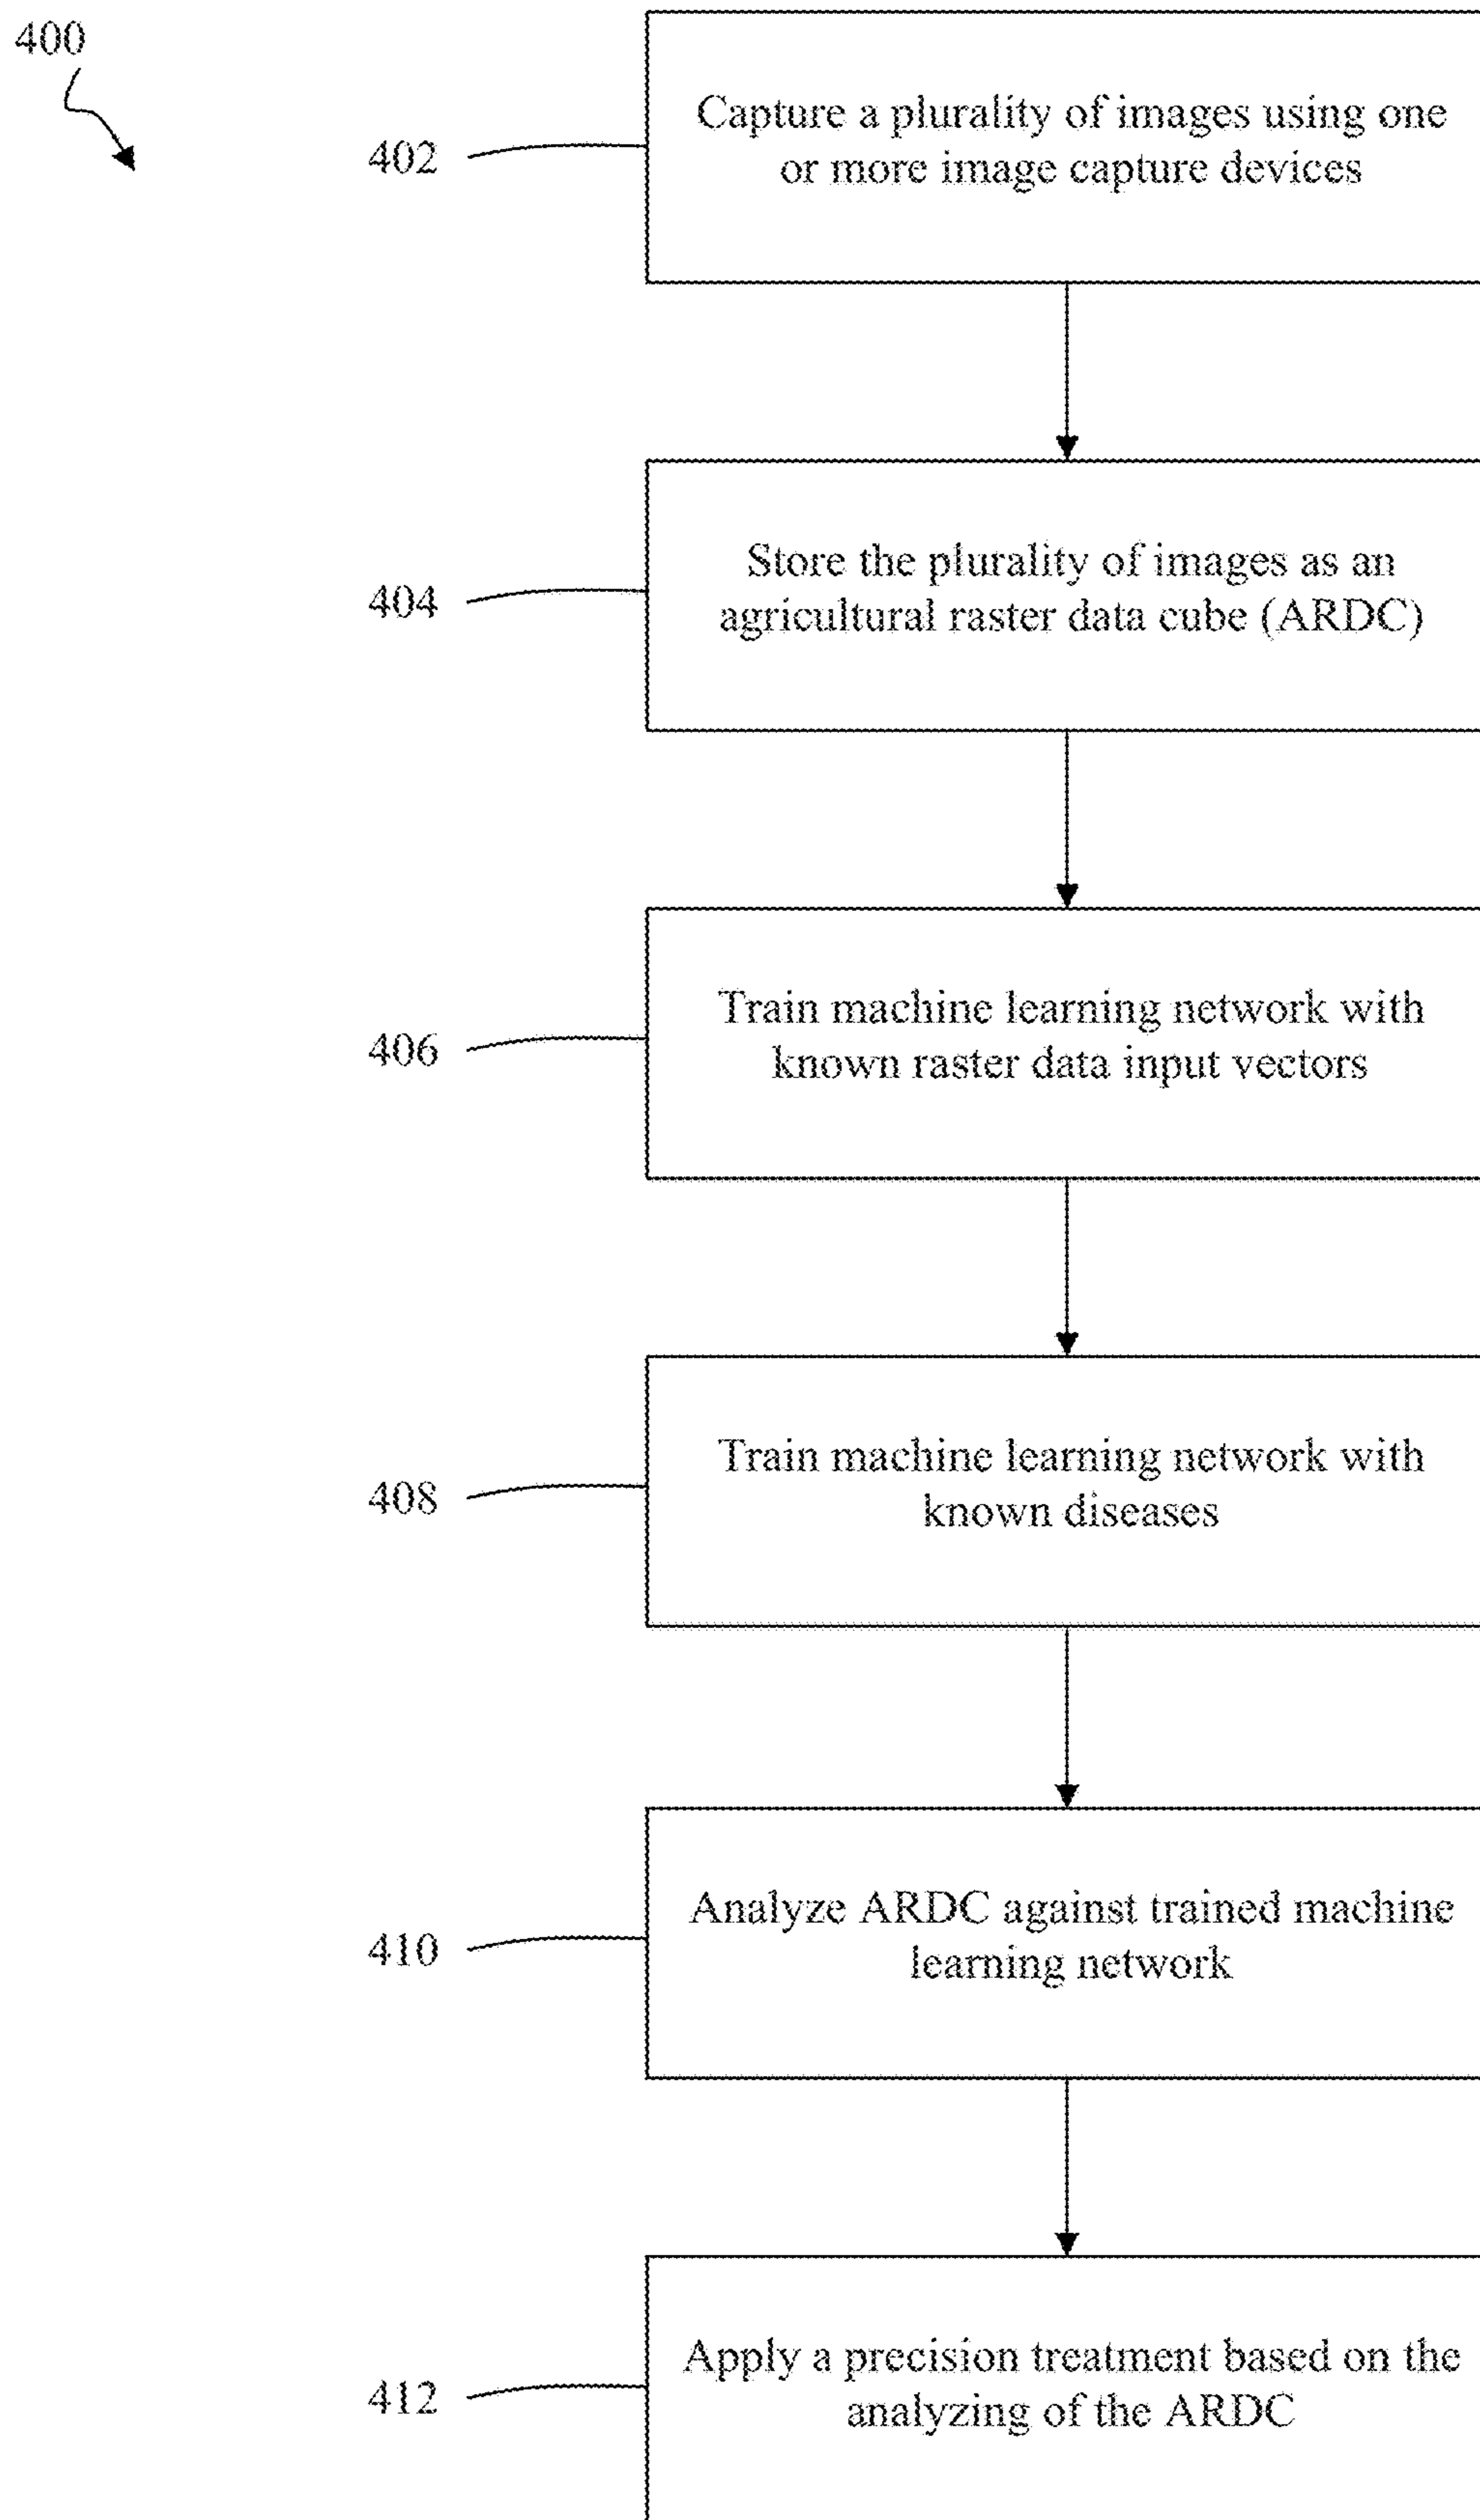 400
402
Capture a plurality of images using one
or more image capture devices
404
Store the plurality of images as an
agricultural raster data cube (ARDC)
406
Train machine learning network with
known raster data input vectors
408
Train machine learning network with
known diseases
410
Analyze ARDC against trained machine
learning network
412
Apply a precision treatment based on the
analyzing of the ARDC